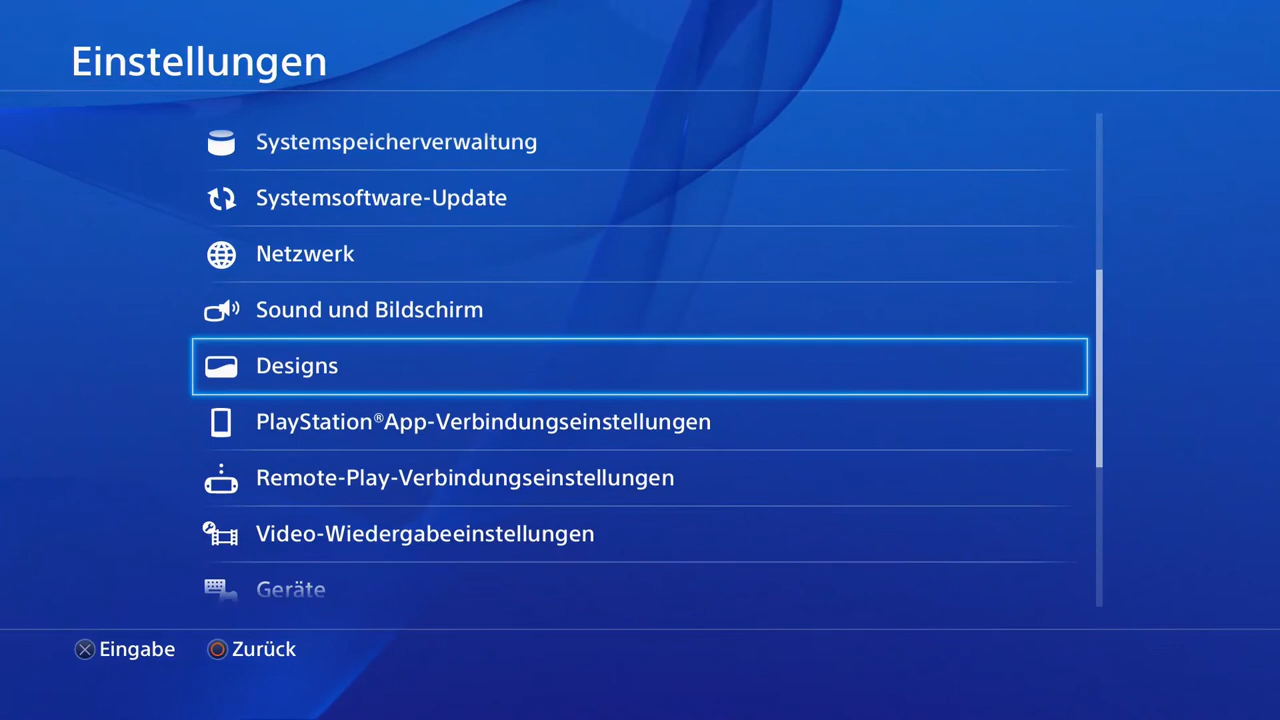 Einstellungen
Systemspeicherverwaltung
Systemsoftware-Update
Netzwerk
Sound und Bildschirm
Designs
PlayStation®App-Verbindungseinstellungen
Remote-Play-Verbindungseinstellungen
Video-Wiedergabeeinstellungen
Geräte
Eingabe Zurück